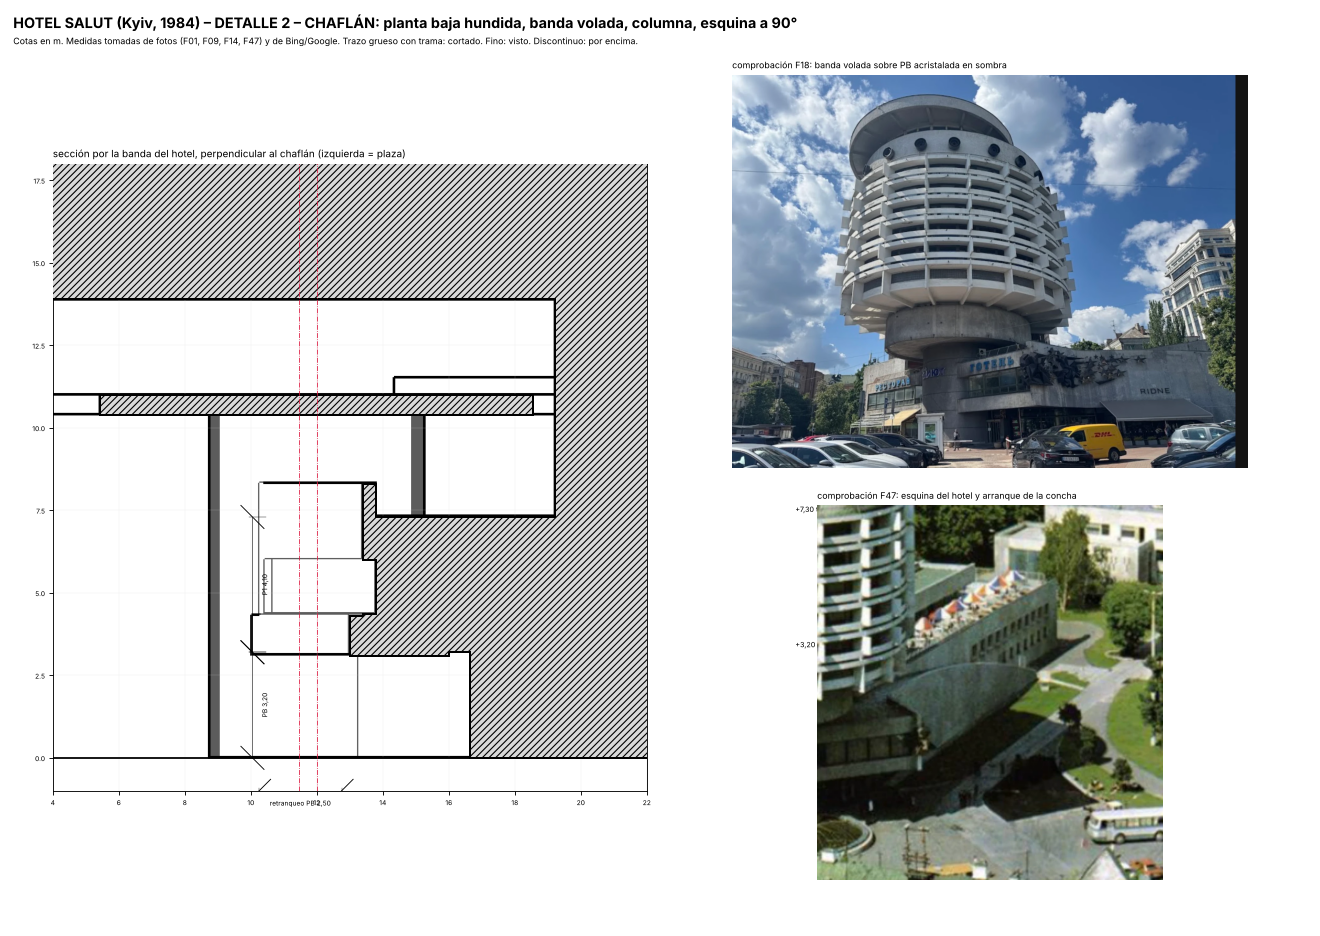 HOTEL SALUT (Kyiv, 1984) – DETALLE 2 – CHAFLÁN: planta baja hundida, banda volada, columna, esquina a 90°
Cotas en m. Medidas tomadas de fotos (F01, F09, F14, F47) y de Bing/Google. Trazo grueso con trama: cortado. Fino: visto. Discontinuo: por encima.
comprobación F18: banda volada sobre PB acristalada en sombra
РЕСТОРАН
ГОТЕЛЬ
RIDNE
DHL
sección por la banda del hotel, perpendicular al chaflán (izquierda = plaza)
17.5
15.0
12.5
10.0
7.5
5.0
2.5
0.0
P1 4,10
PB 3,20
4
6
8
10
12
14
16
18
20
22
retranqueo PB 2,50
comprobación F47: esquina del hotel y arranque de la concha
+7,30
+3,20